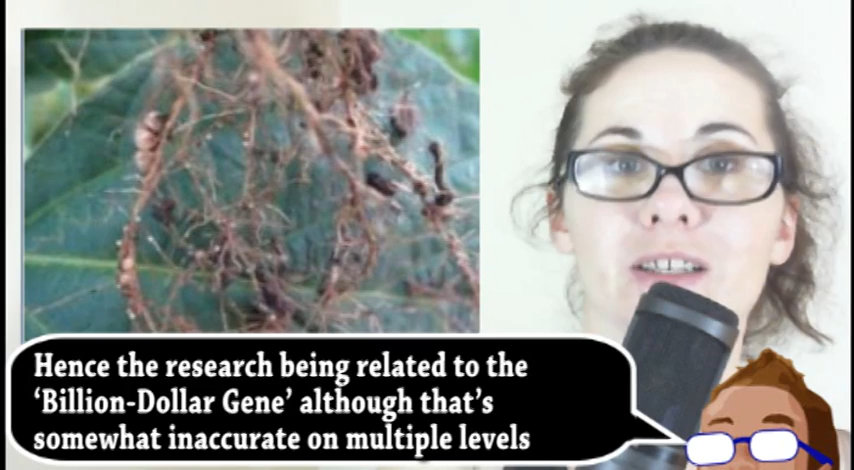 Hence the research being related to the
‘Billion-Dollar Gene’ although that’s
somewhat inaccurate on multiple levels